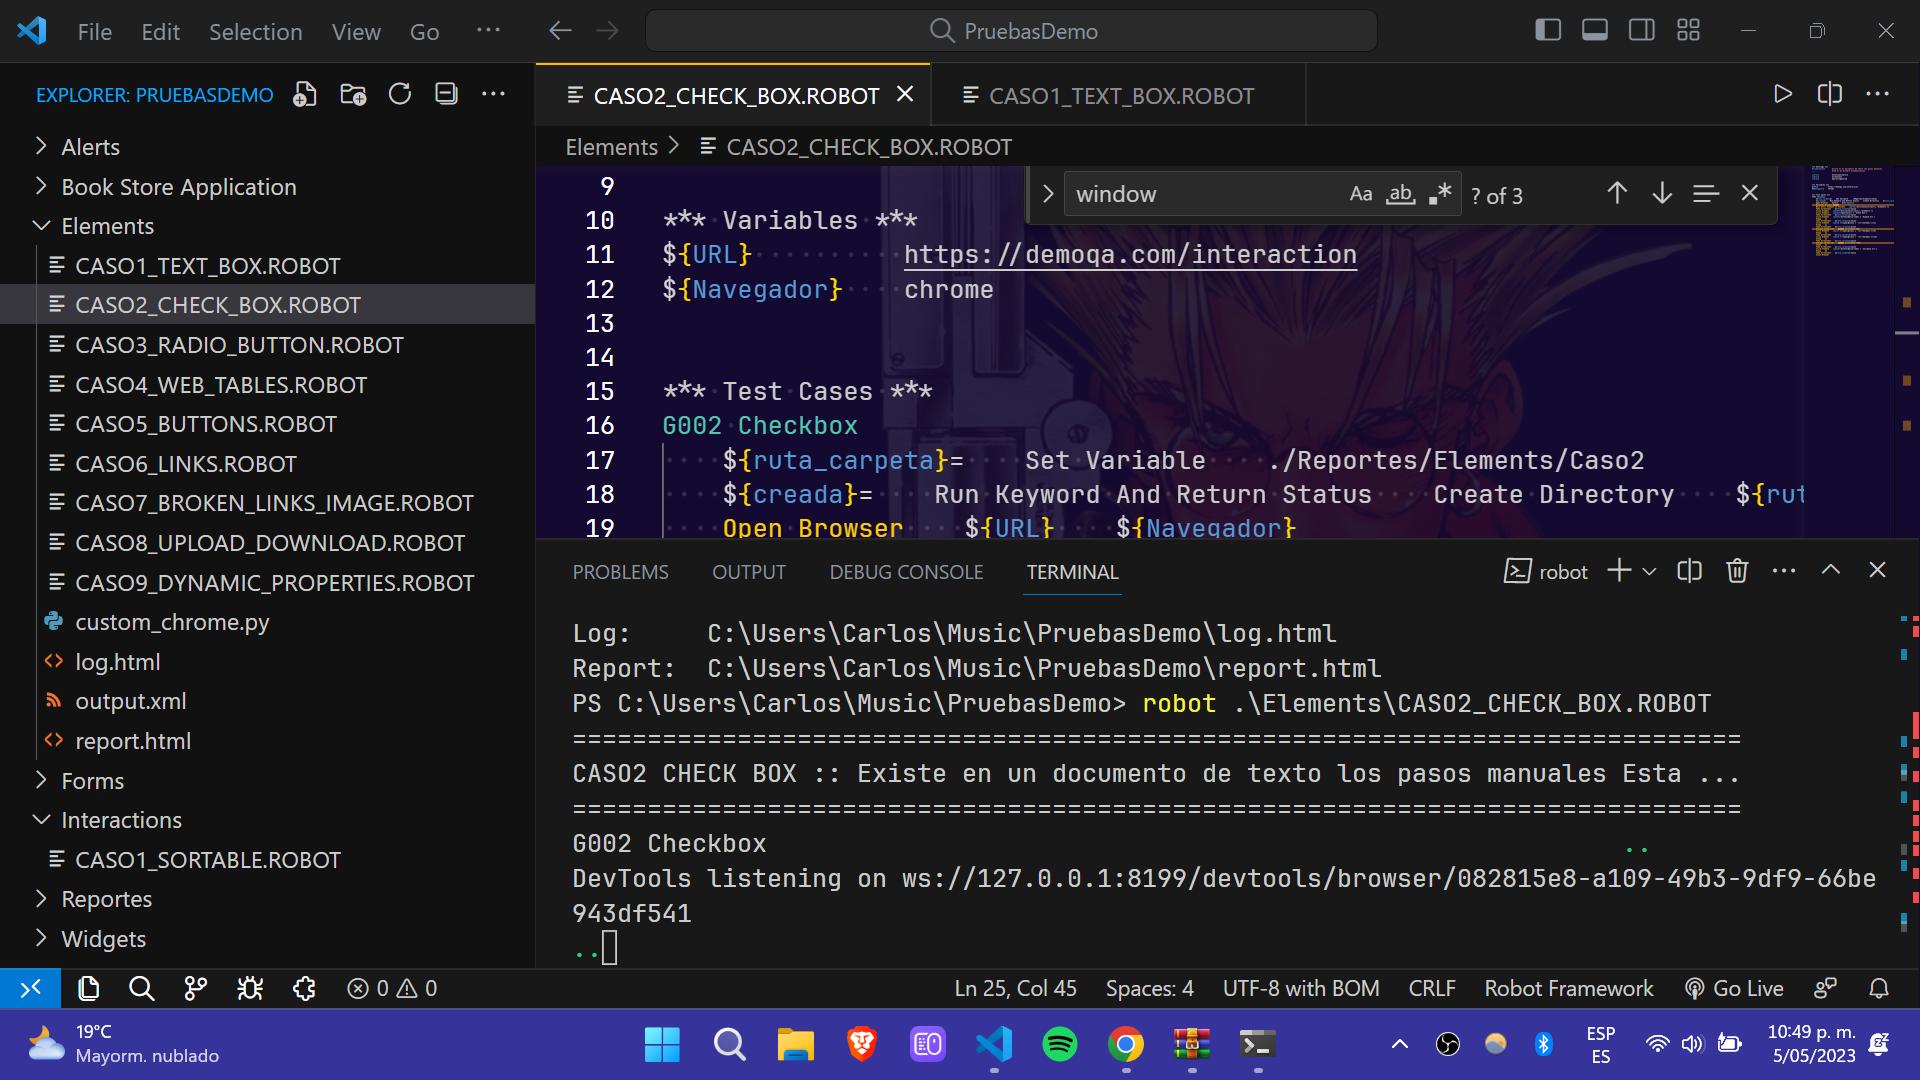 File Edit Selection View Go ...
PruebasDemo
EXPLORER: PRUEBASDEMO
Alerts
Book Store Application
Elements
CASO1_TEXT_BOX.ROBOT
CASO2_CHECK_BOX.ROBOT
CASO3_RADIO_BUTTON.ROBOT
CASO4_WEB_TABLES.ROBOT
CASO5_BUTTONS.ROBOT
CASO6_LINKS.ROBOT
CASO7_BROKEN_LINKS_IMAGE.ROBOT
CASO8_UPLOAD_DOWNLOAD.ROBOT
CASO9_DYNAMIC_PROPERTIES.ROBOT
custom_chrome.py
log.html
output.xml
report.html
Forms
Interactions
CASO1_SORTABLE.ROBOT
Reportes
Widgets
CASO2_CHECK_BOX.ROBOT CASO1_TEXT_BOX.ROBOT
Elements > CASO2_CHECK_BOX.ROBOT
window Aa ab .* ? of 3
9
10 *** Variables ***
11 ${URL} https://demoqa.com/interaction
12 ${Navegador} chrome
13
14
15 *** Test Cases ***
16 G002 Checkbox
17 ${ruta_carpeta}= Set Variable ./Reportes/Elements/Caso2
18 ${creada}= Run Keyword And Return Status Create Directory ${rut
19 Open Browser ${URL} ${Navegador}
PROBLEMS OUTPUT DEBUG CONSOLE TERMINAL robot
Log: C:\Users\Carlos\Music\PruebasDemo\log.html
Report: C:\Users\Carlos\Music\PruebasDemo\report.html
PS C:\Users\Carlos\Music\PruebasDemo> robot .\Elements\CASO2_CHECK_BOX.ROBOT
==============================================================================
CASO2 CHECK BOX :: Existe en un documento de texto los pasos manuales Esta ...
==============================================================================
G002 Checkbox ..
DevTools listening on ws://127.0.0.1:8199/devtools/browser/082815e8-a109-49b3-9df9-66be
943df541
..
0 0 Ln 25, Col 45 Spaces: 4 UTF-8 with BOM CRLF Robot Framework Go Live
19°C
Mayorm. nublado
ESP
ES
10:49 p. m.
5/05/2023